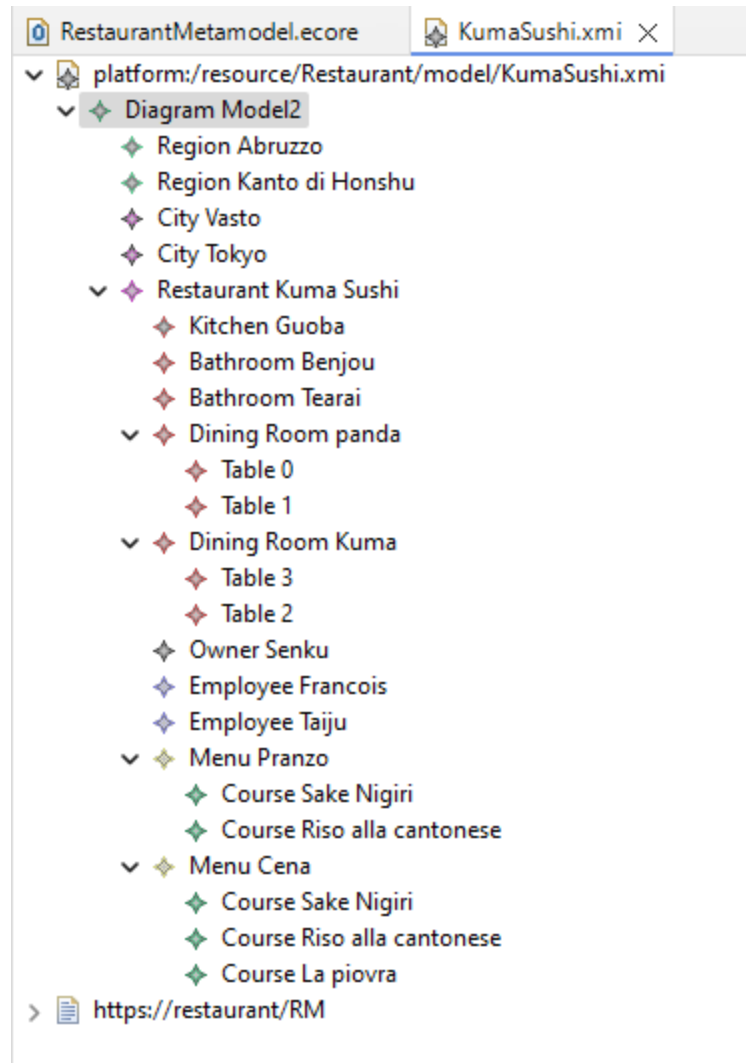 RestaurantMetamodel.ecore KumaSushi.xmi
platform:/resource/Restaurant/model/KumaSushi.xmi
Diagram Model2
Region Abruzzo
Region Kanto di Honshu
City Vasto
City Tokyo
Restaurant Kuma Sushi
Kitchen Guoba
Bathroom Benjou
Bathroom Tearai
Dining Room panda
Table 0
Table 1
Dining Room Kuma
Table 3
Table 2
Owner Senku
Employee Francois
Employee Taiju
Menu Pranzo
Course Sake Nigiri
Course Riso alla cantonese
Menu Cena
Course Sake Nigiri
Course Riso alla cantonese
Course La piovra
https://restaurant/RM